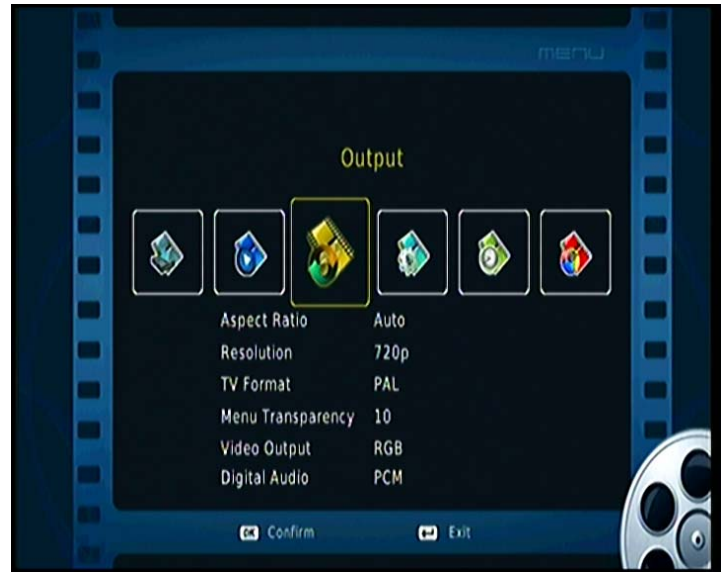 MENU
Output
Aspect Ratio Auto
Resolution 720p
TV Format PAL
Menu Transparency 10
Video Output RGB
Digital Audio PCM
OK Confirm Exit